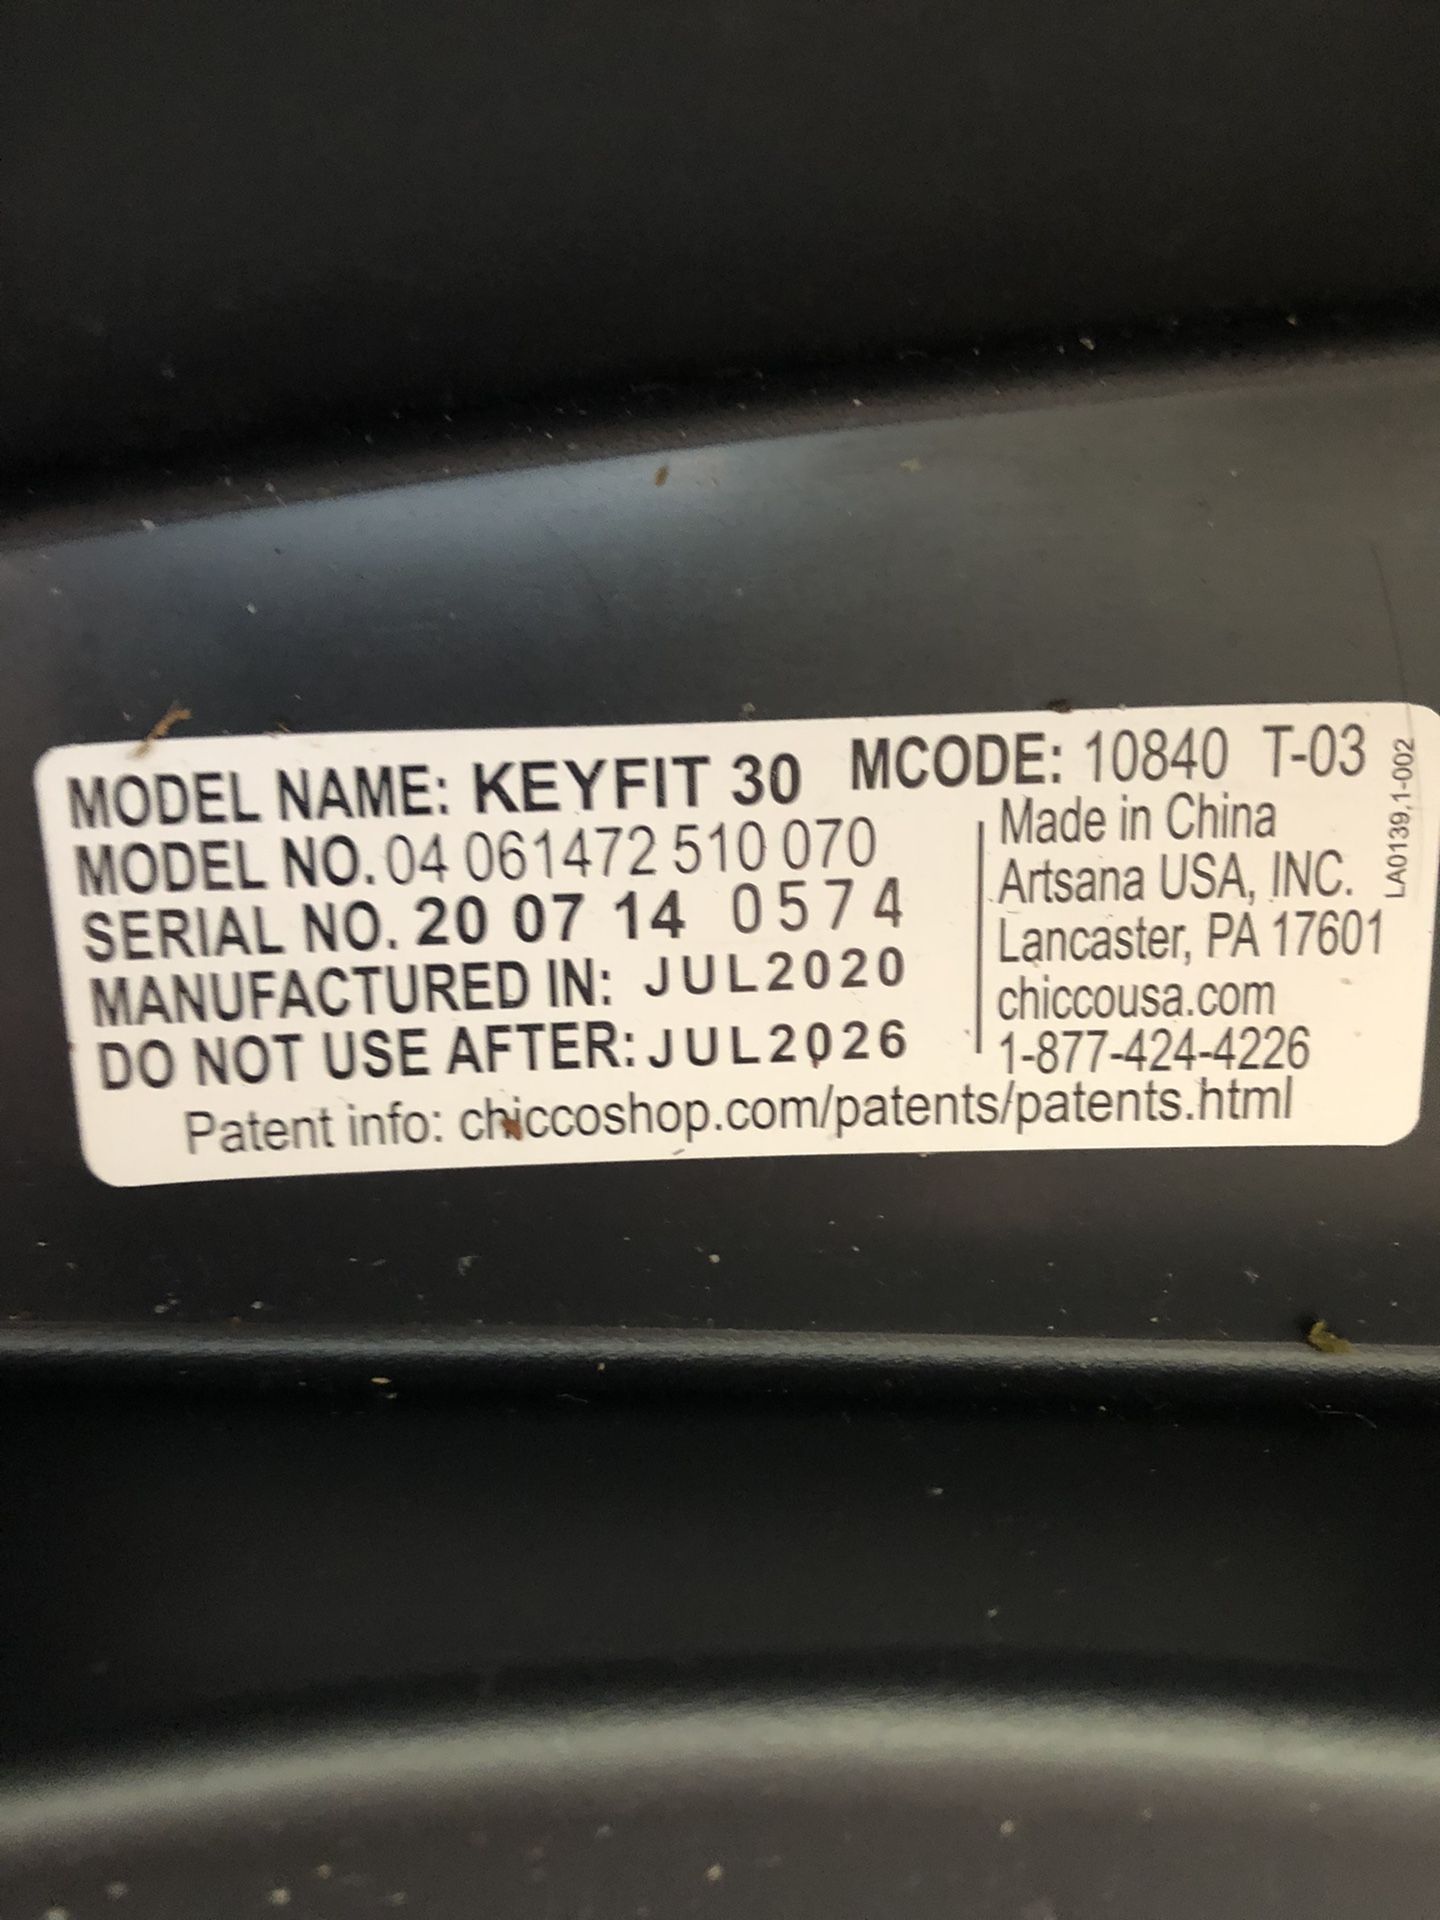 MODEL NAME: KEYFIT 30 MCODE: 10840 T-03
MODEL NO. 04 061472 510 070
SERIAL NO. 20 07 14 0574
MANUFACTURED IN: JUL2020
DO NOT USE AFTER: JUL2026
Made in China
Artsana USA, INC.
Lancaster, PA 17601
chiccousa.com
1-877-424-4226
Patent info: chiccoshop.com/patents/patents.html
LA0139.1-002